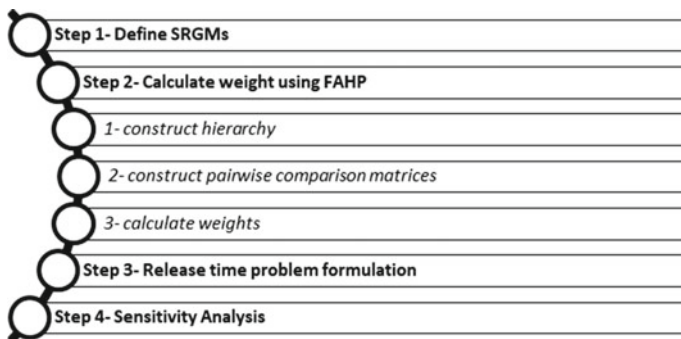 Step 1- Define SRGMs
Step 2- Calculate weight using FAHP
1- construct hierarchy
2- construct pairwise comparison matrices
3- calculate weights
Step 3- Release time problem formulation
Step 4- Sensitivity Analysis